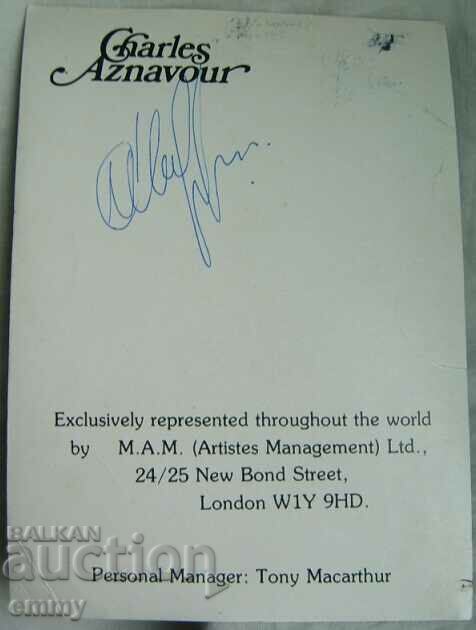 Charles
Aznavour
Exclusively represented throughout the world
by M.A.M. (Artistes Management) Ltd.,
24/25 New Bond Street,
London W1Y 9HD.
BALKAN
auction
Personal Manager: Tony Macarthur
emmy